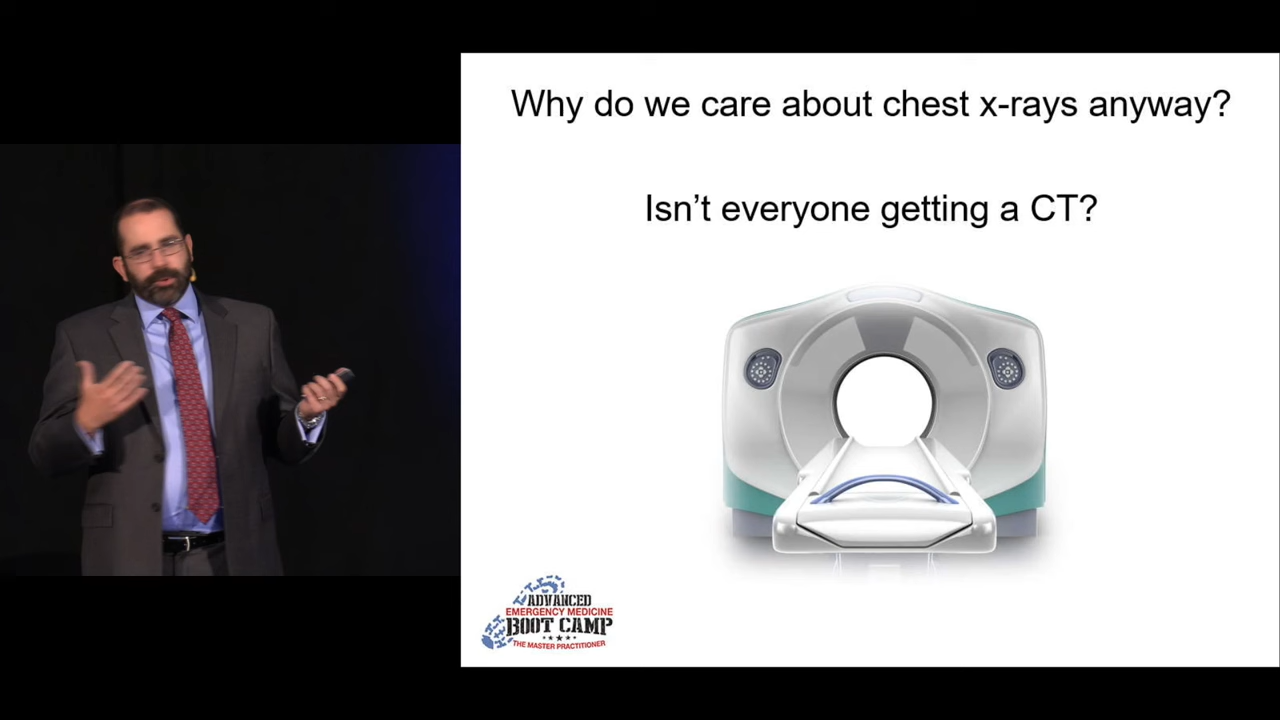 Why do we care about chest x-rays anyway?
Isn't everyone getting a CT?
ADVANCED
EMERGENCY MEDICINE
BOOT CAMP
THE MASTER PRACTITIONER